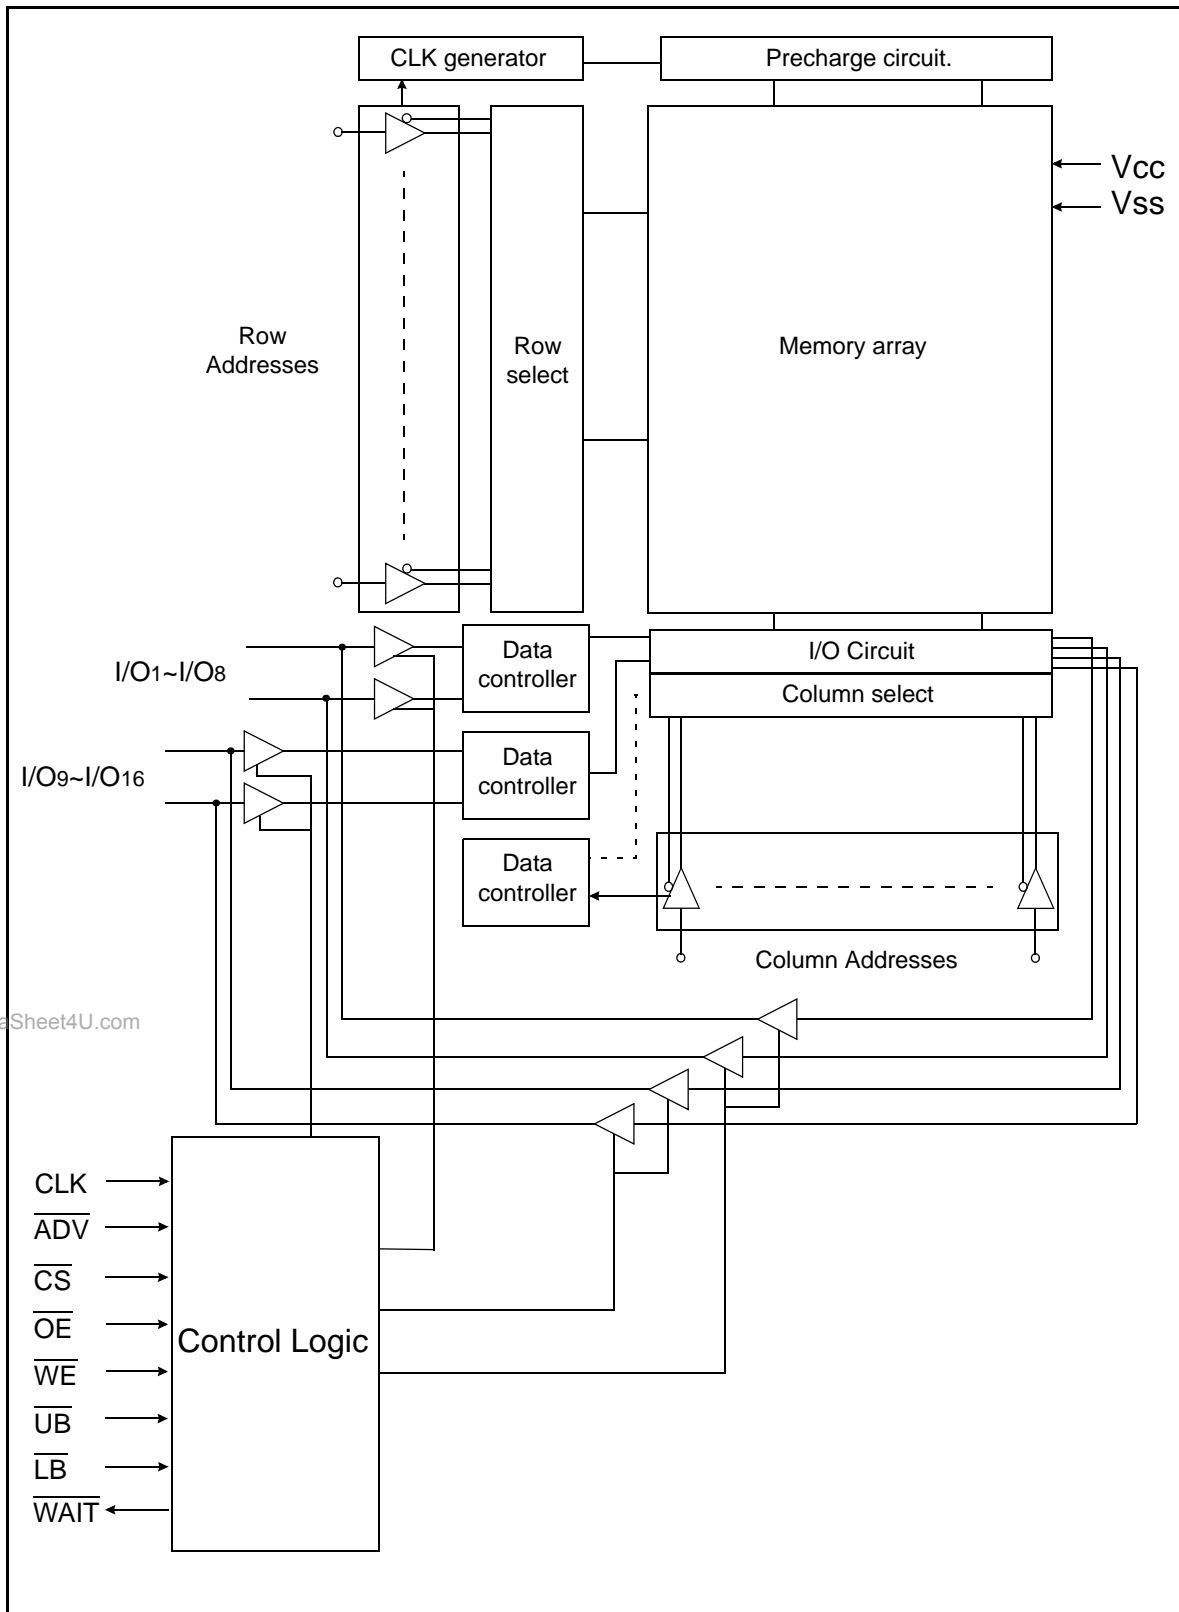 CLK generator
Precharge circuit.
Vcc
Vss
Row
Addresses
Row
select
Memory array
I/O1~I/O8
Data
controller
I/O Circuit
Column select
I/O9~I/O16
Data
controller
Data
controller
Column Addresses
aSheet4U.com
CLK
ADV
CS
OE
WE
UB
LB
WAIT
Control Logic